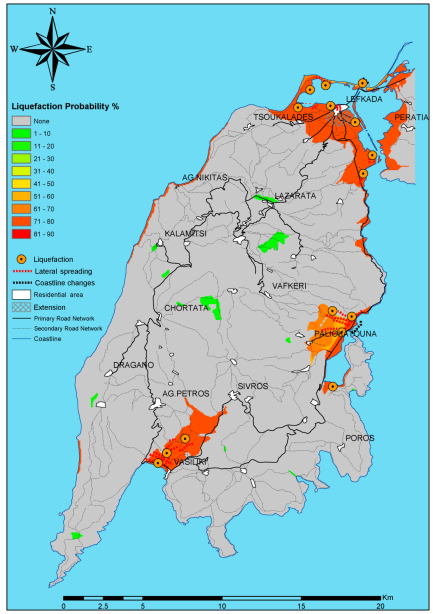 N
W
E
S
Liquefaction Probability %
None
1 - 10
11 - 20
21 - 30
31 - 40
41 - 50
51 - 60
61 - 70
71 - 80
81 - 90
Liquefaction
Lateral spreading
Coastline changes
Residential area
Extension
Primary Road Network
Secondary Road Network
Coastline
LEFKADA
TSOUKALADES
PERATIA
AG.NIKITAS
LAZARATA
KALAMITSI
VAFKERI
CHORTATA
DRAGANO
AG.PETROS
SIVROS
POROS
VASILIKI
Km
0 2.5 5 10 15 20